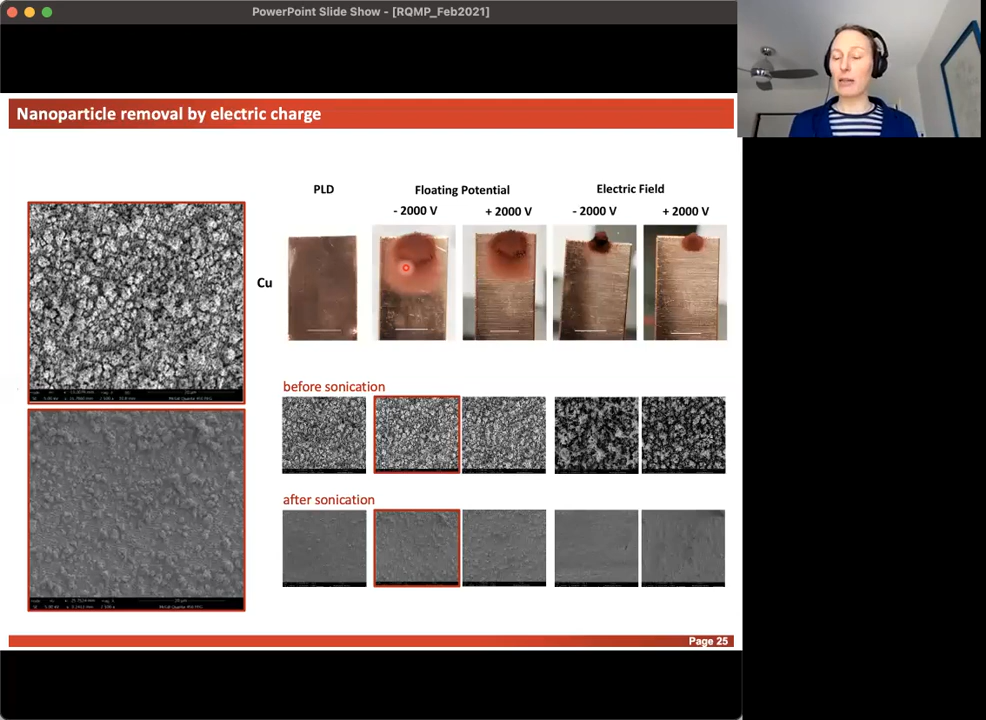 PowerPoint Slide Show - [RQMP_Feb2021]
Nanoparticle removal by electric charge
PLD
Floating Potential
Electric Field
- 2000 V
+ 2000 V
- 2000 V
+ 2000 V
Cu
before sonication
after sonication
Page 25